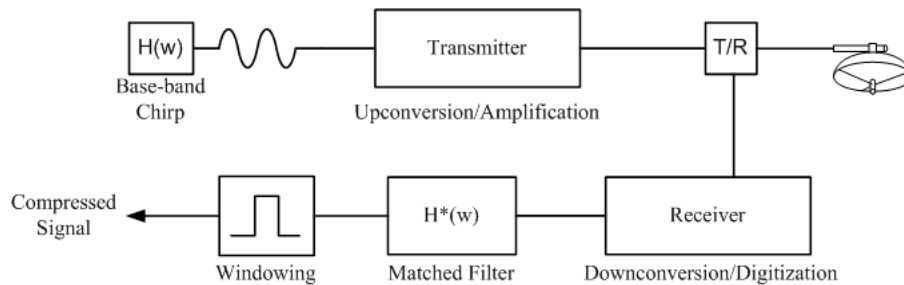 H(w)
Base-band
Chirp
Transmitter
Upconversion/Amplification
T/R
Compressed
Signal
Windowing
H*(w)
Matched Filter
Receiver
Downconversion/Digitization